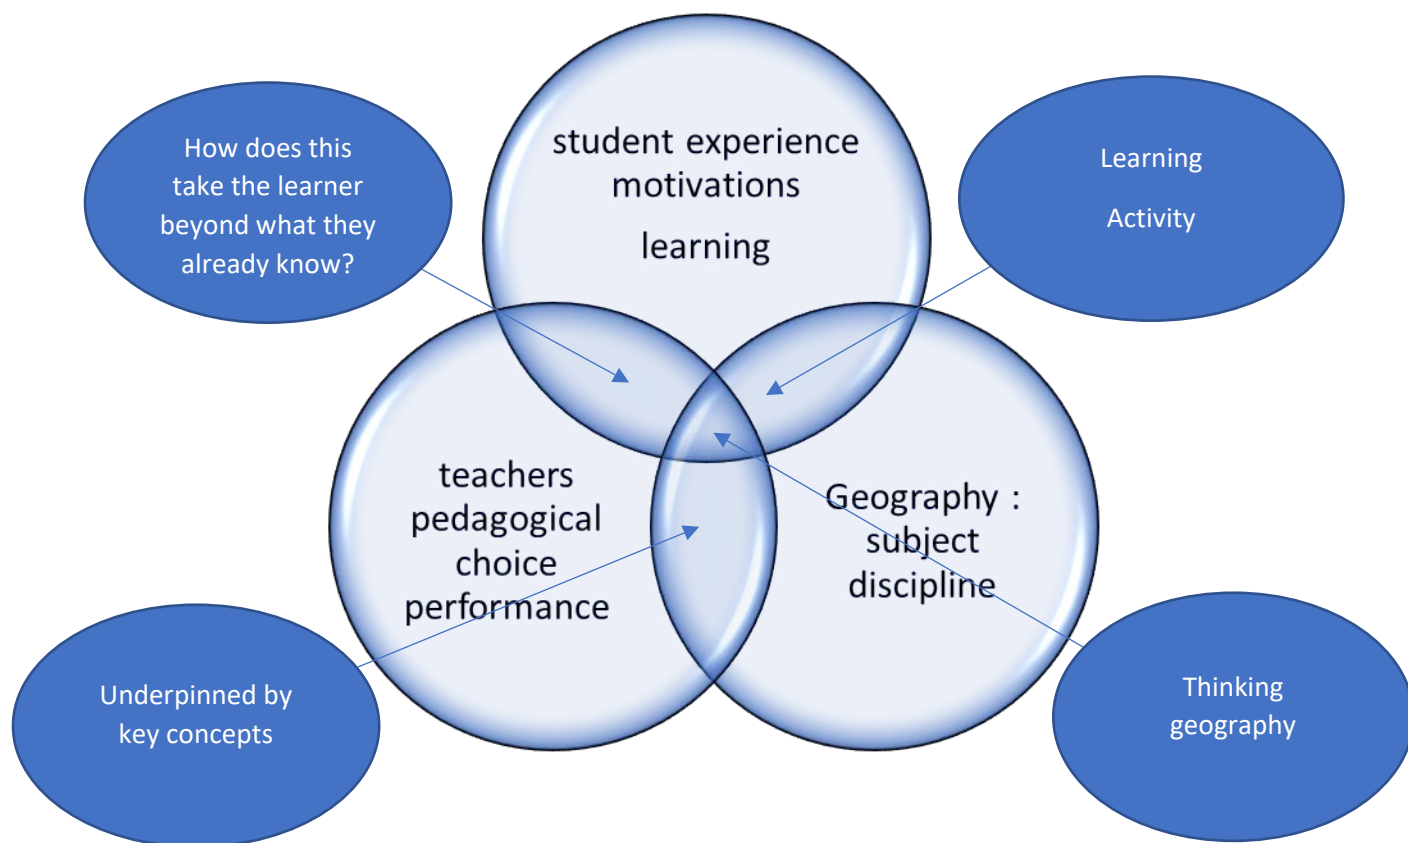 How does this
take the learner
beyond what they
already know?
student experience
motivations
learning
Learning
Activity
teachers
pedagogical
choice
performance
Geography :
subject
discipline
Underpinned by
key concepts
Thinking
geography